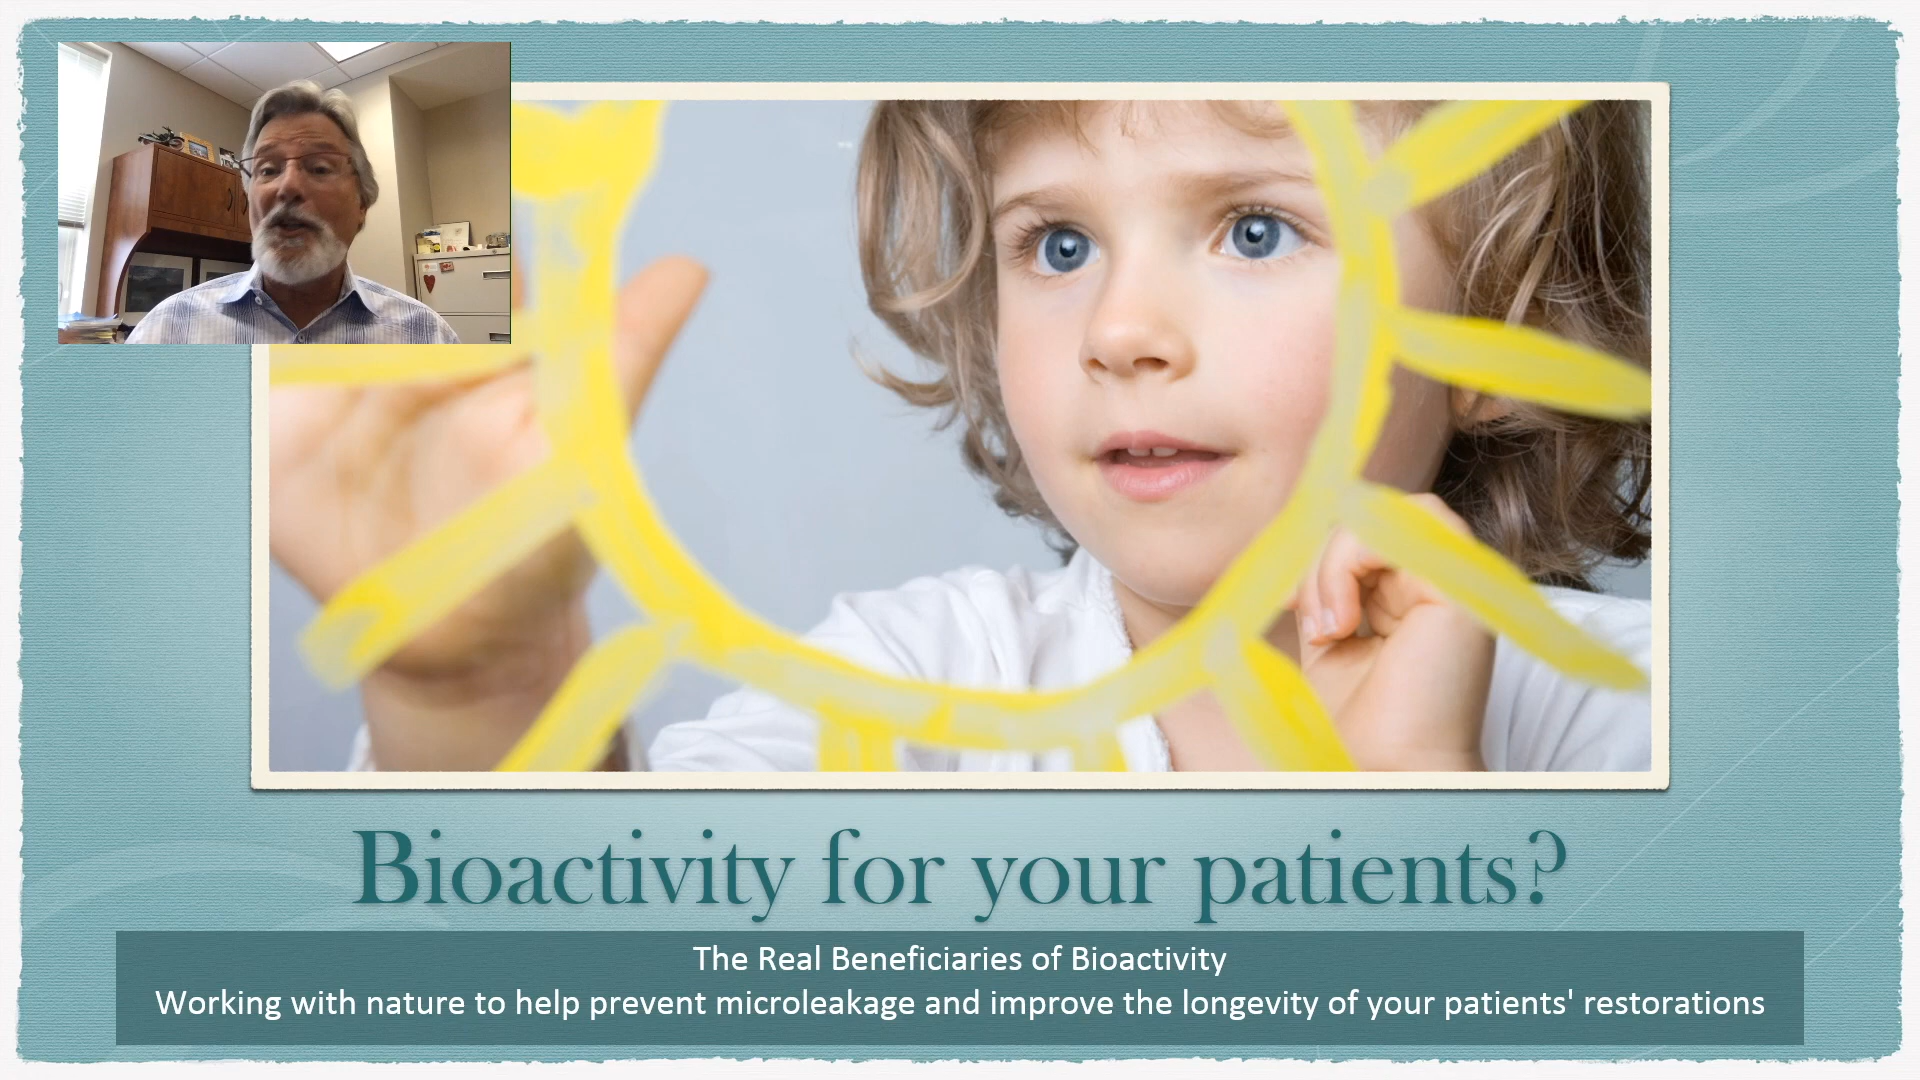 Bioactivity for your patients?
The Real Beneficiaries of Bioactivity
Working with nature to help prevent microleakage and improve the longevity of your patients' restorations